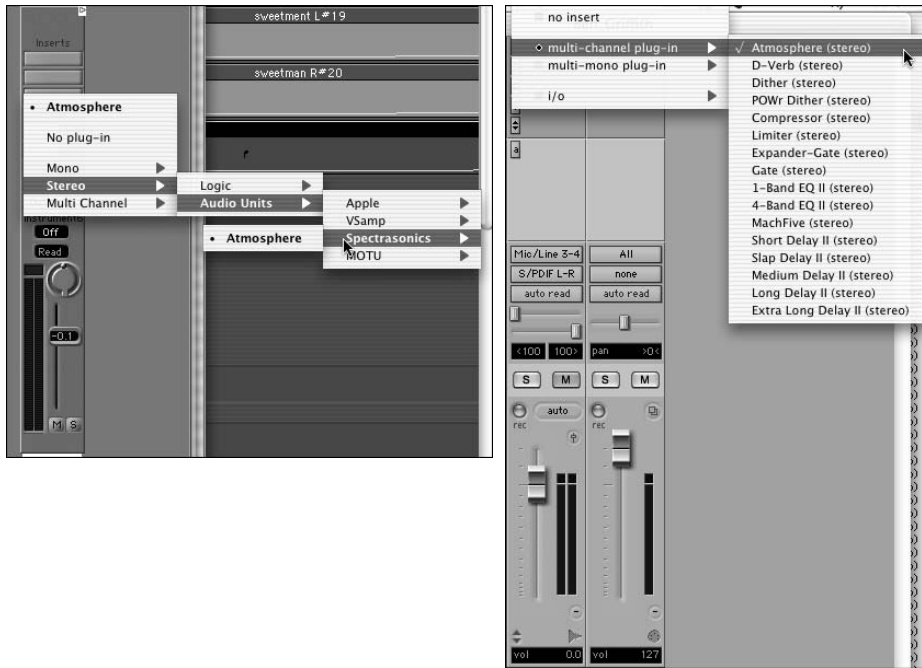 sweetment L#19
Inserts
sweetman R#20
• Atmosphere
No plug-in
Mono
Stereo
Multi Channel
Logic
Audio Units
Apple
VSamp
Spectrasonics
MOTU
• Atmosphere
Off
Read
-0.1
M S
no insert
multi-channel plug-in
multi-mono plug-in
i/o
✓ Atmosphere (stereo)
D-Verb (stereo)
Dither (stereo)
POWr Dither (stereo)
Compressor (stereo)
Limiter (stereo)
Expander-Gate (stereo)
Gate (stereo)
1-Band EQ II (stereo)
4-Band EQ II (stereo)
MachFive (stereo)
Short Delay II (stereo)
Slap Delay II (stereo)
Medium Delay II (stereo)
Long Delay II (stereo)
Extra Long Delay II (stereo)
a
Mic/Line 3-4 All
S/PDIF L-R none
auto read auto read
<100 100> pan >0<
S M S M
auto
rec rec
vol 0.0 vol 127